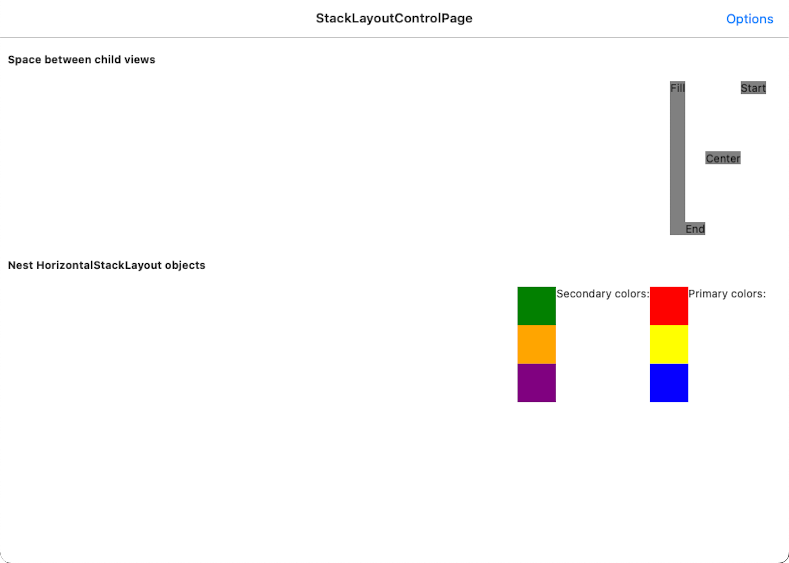 StackLayoutControlPage
Options
Space between child views
Fill
Start
Center
End
Nest HorizontalStackLayout objects
Secondary colors:
Primary colors: